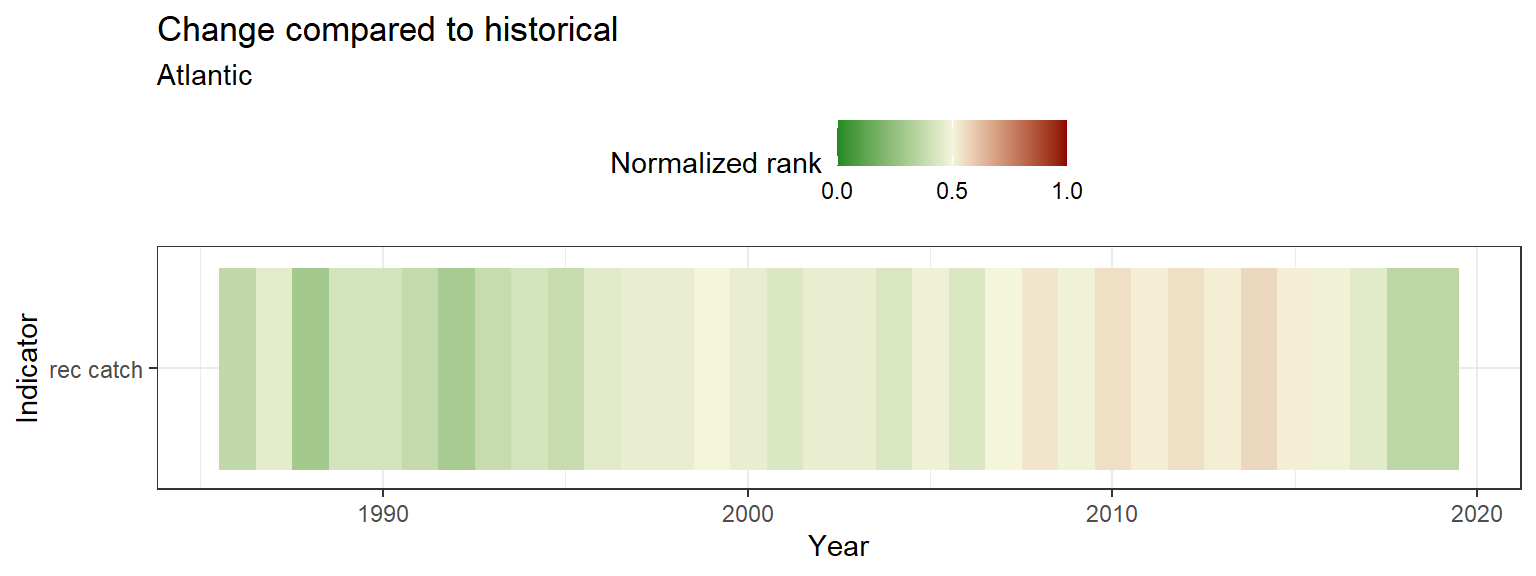 Change compared to historical
Atlantic
Normalized rank
0.0 0.5 1.0
Indicator
rec catch
1990 2000 2010 2020
Year